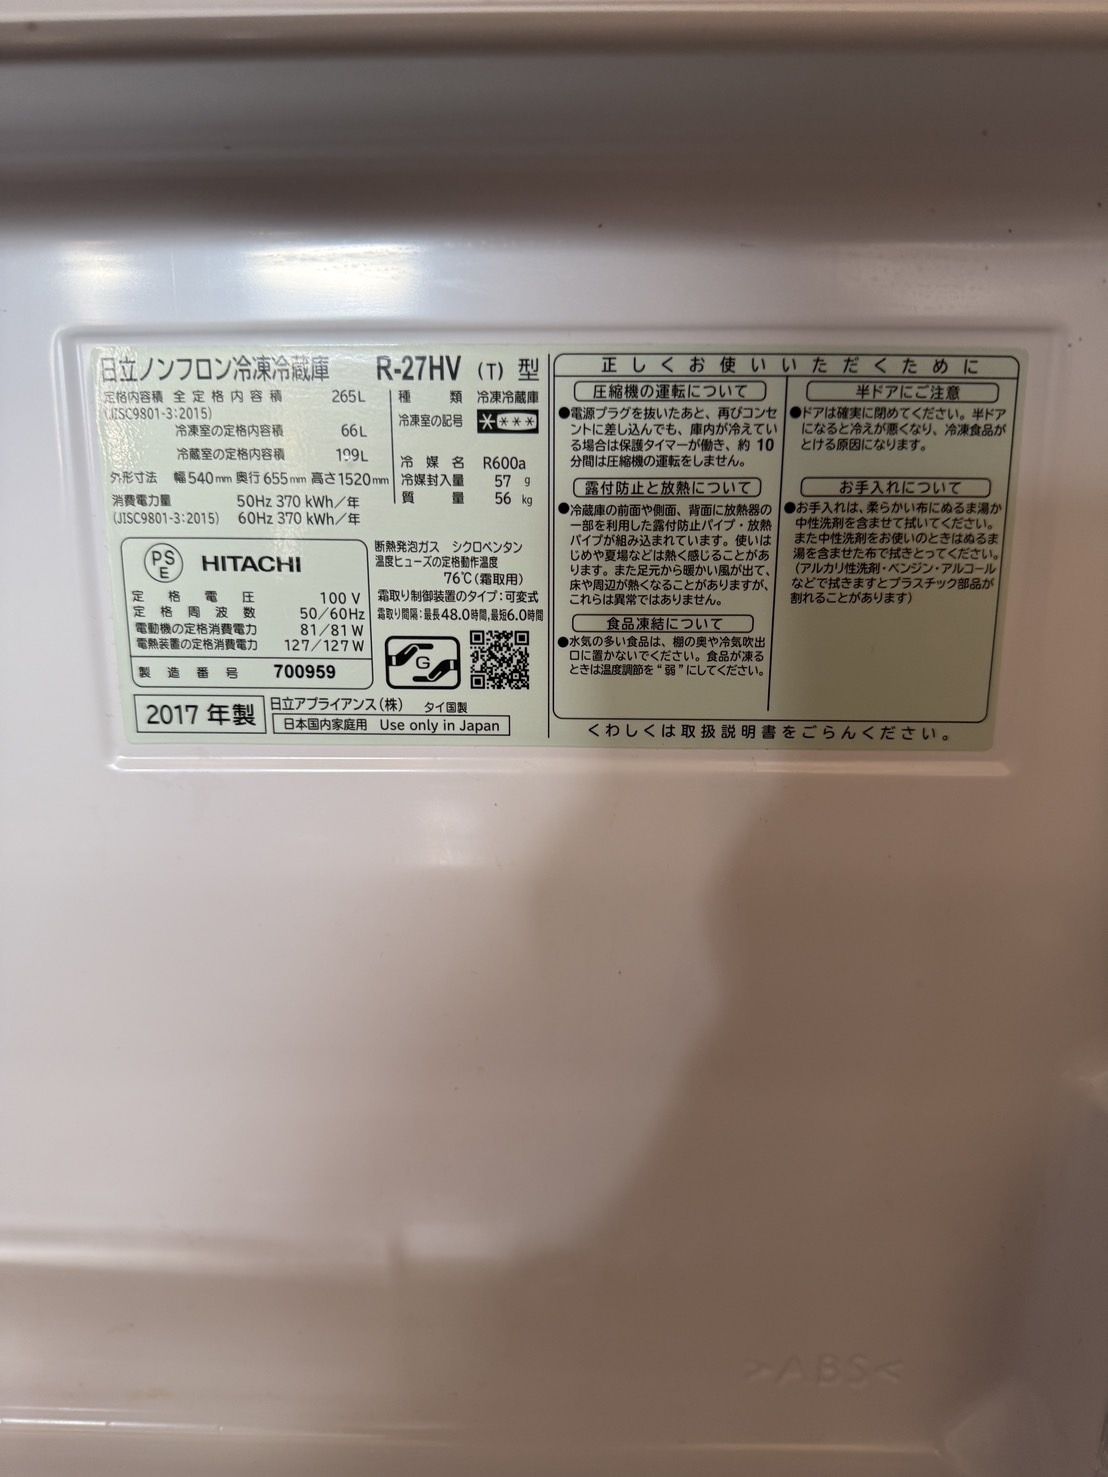 日立ノンフロン冷凍冷蔵庫 R-27HV (T) 型
定格内容積 全定格内容積 265L
(JISC9801-3:2015)
冷凍室の定格内容積 66L
冷蔵室の定格内容積 199L
外形寸法 幅540mm 奥行655mm 高さ1520mm
消費電力量 50Hz 370 kWh/年
(JISC9801-3:2015) 60Hz 370 kWh/年
種類 冷凍冷蔵庫
冷凍室の記号 ****
冷媒名 R600a
冷媒封入量 57 g
質量 56 kg
PS
E
HITACHI
定格電圧 100 V
定格周波数 50/60Hz
電動機の定格消費電力 81/81W
電熱装置の定格消費電力 127/127W
製造番号 700959
断熱発泡ガス シクロペンタン
温度ヒューズの定格動作温度
76℃(霜取用)
霜取り制御装置のタイプ:可変式
霜取り間隔:最長48.0時間,最短6.0時間
G
2017 年製
日立アプライアンス(株) タイ国製
日本国内家庭用 Use only in Japan
正しくお使いいただくために
圧縮機の運転について
●電源プラグを抜いたあと、再びコンセ
ントに差し込んでも、庫内が冷えてい
る場合は保護タイマーが働き、約 10
分間は圧縮機の運転をしません。
露付防止と放熱について
●冷蔵庫の前面や側面、背面に放熱器の
一部を利用した露付防止パイプ・放熱
パイプが組み込まれています。使いは
じめや夏場などは熱く感じることがあ
ります。また足元から暖かい風が出て、
床や周辺が熱くなることがありますが、
これらは異常ではありません。
食品凍結について
●水気の多い食品は、棚の奥や冷気吹出
口に置かないでください。食品が凍る
ときは温度調節を“弱”にしてください。
半ドアにご注意
●ドアは確実に閉めてください。半ドア
になると冷えが悪くなり、冷凍食品が
とける原因になります。
お手入れについて
●お手入れは、柔らかい布にぬるま湯か
中性洗剤を含ませて拭いてください。
また中性洗剤をお使いのときはぬるま
湯を含ませた布で拭きとってください。
(アルカリ性洗剤・ベンジン・アルコール
などで拭きますとプラスチック部品が
割れることがあります)
くわしくは取扱説明書をごらんください。
>ABS<